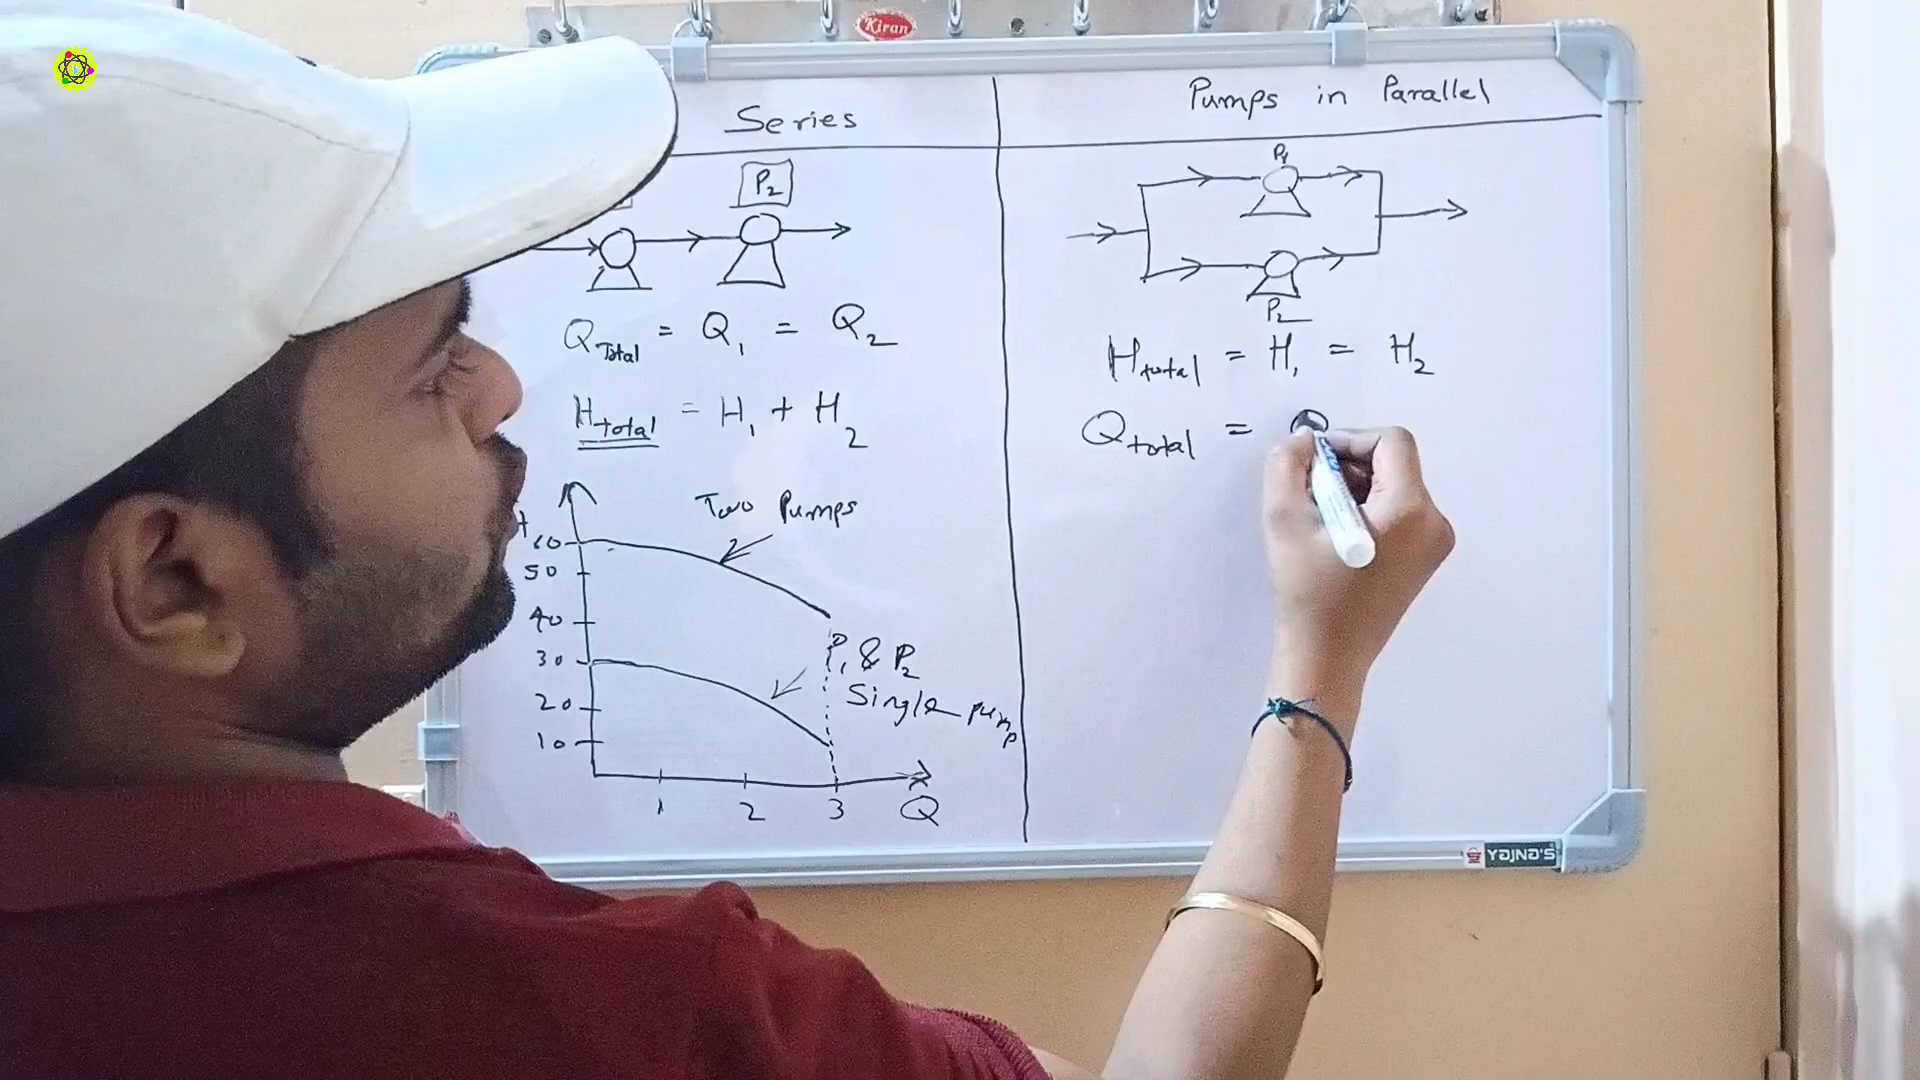 Kiran
Series
P₂
Q Total = Q₁ = Q₂
H total = H₁ + H₂
Two Pumps
60
50
40
30
20
10
P₁ & P₂
Single pump
1 2 3 Q
Pumps in Parallel
P₁
P₂
H total = H₁ = H₂
Q total =
YAJNA'S